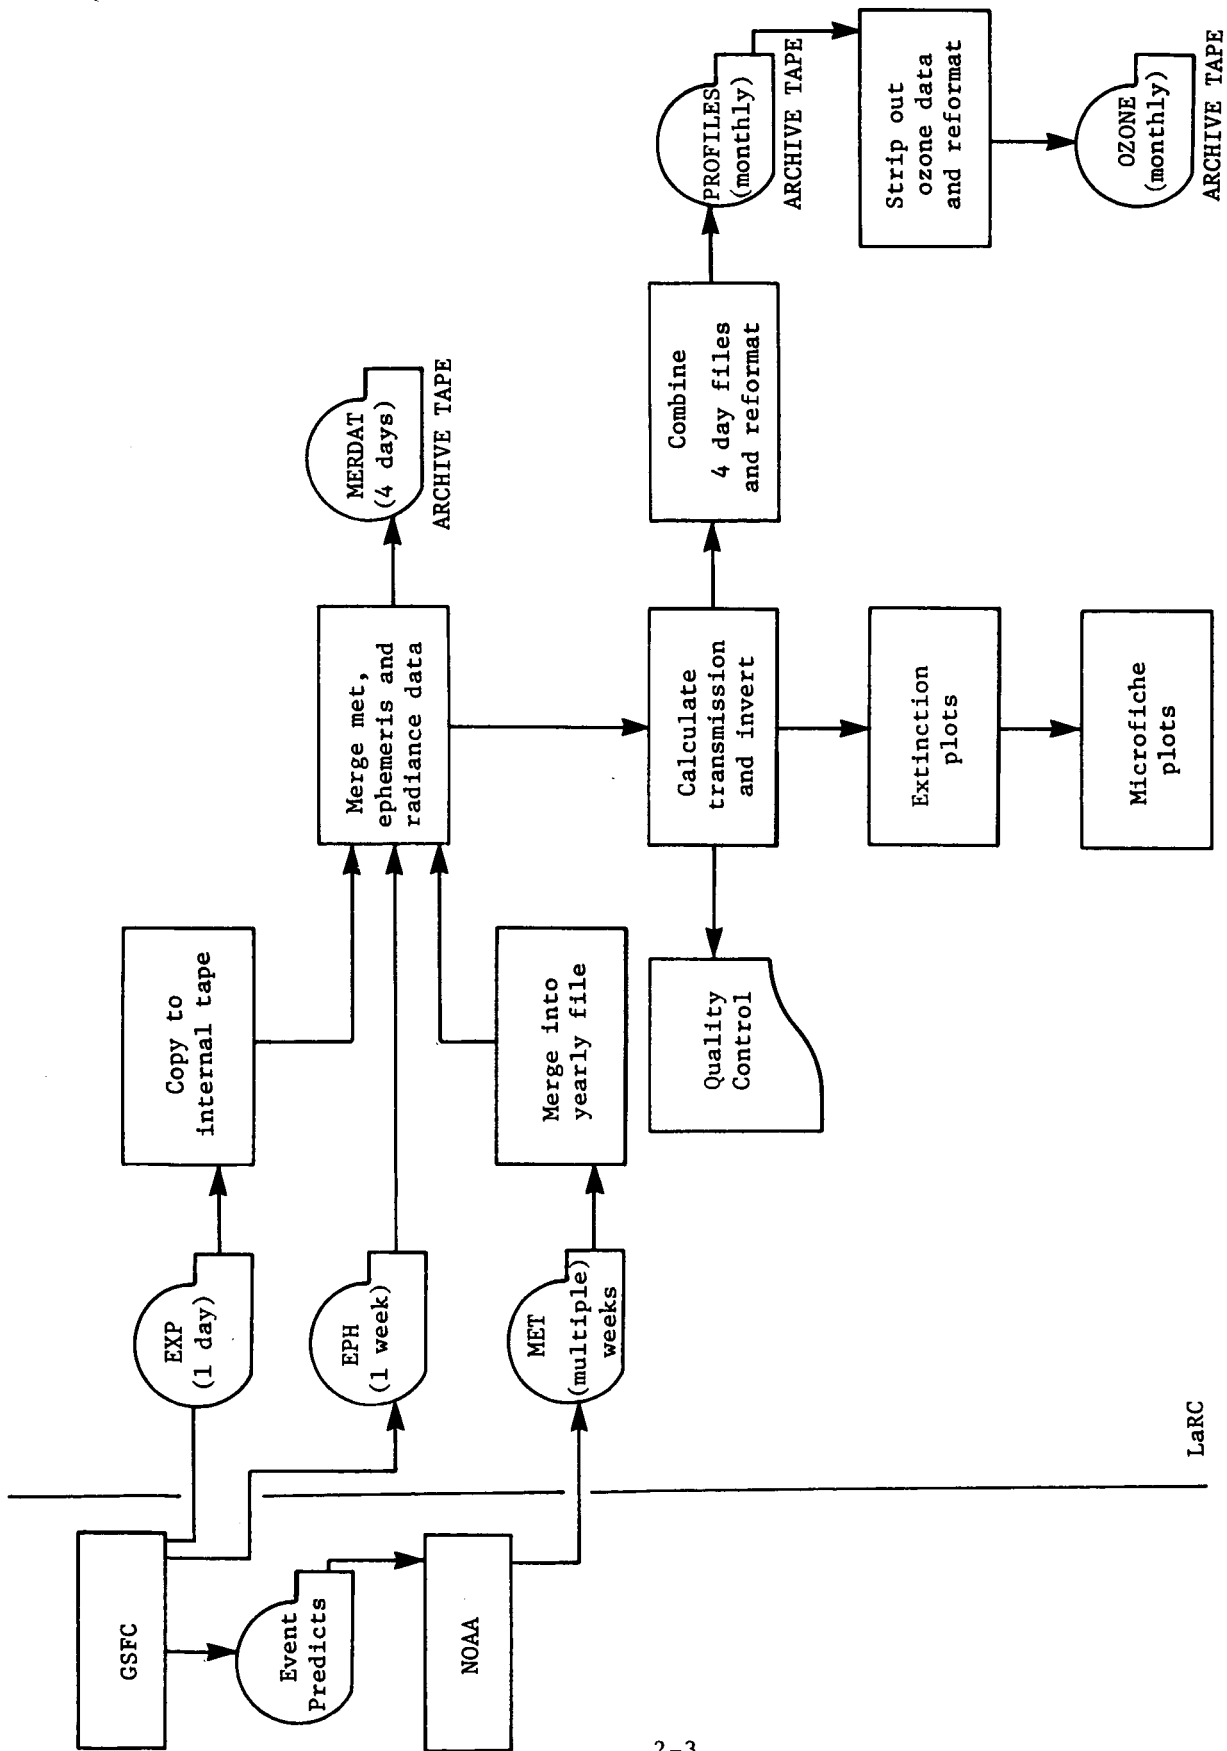 GSFC
Event
Predicts
NOAA
EXP
(1 day)
EPH
(1 week)
MET
(multiple)
weeks
Copy to
internal tape
Merge into
yearly file
Merge met,
ephemeris and
radiance data
MERDAT
(4 days)
ARCHIVE TAPE
Quality
Control
Calculate
transmission
and invert
Combine
4 day files
and reformat
PROFILES
(monthly)
ARCHIVE TAPE
Extinction
plots
Microfiche
plots
Strip out
ozone data
and reformat
OZONE
(monthly)
ARCHIVE TAPE
LaRC
2-3